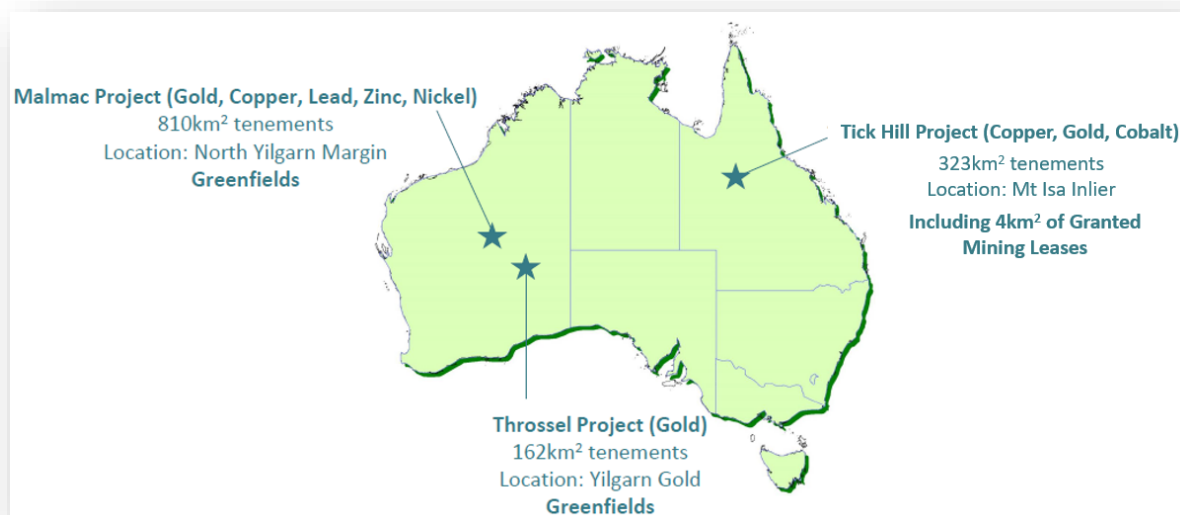 Malmac Project (Gold, Copper, Lead, Zinc, Nickel)
810km² tenements
Location: North Yilgarn Margin
Greenfields
Tick Hill Project (Copper, Gold, Cobalt)
323km² tenements
Location: Mt Isa Inlier
Including 4km² of Granted
Mining Leases
Throssel Project (Gold)
162km² tenements
Location: Yilgarn Gold
Greenfields